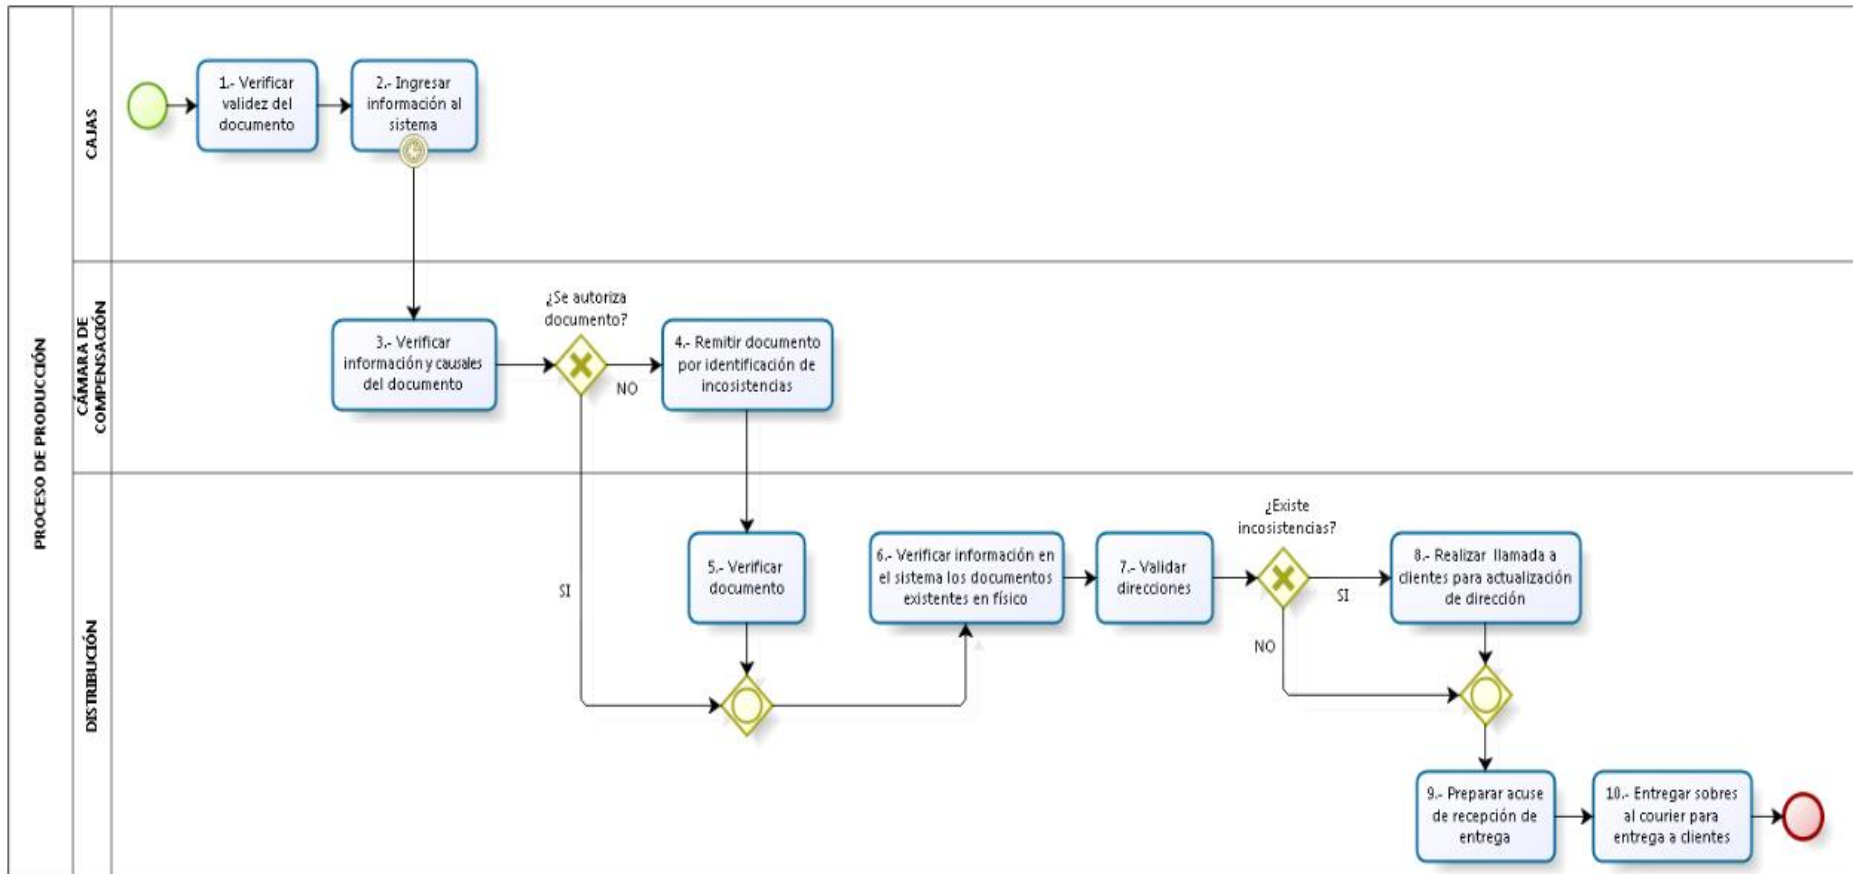 PROCESO DE PRODUCCIÓN
CAJAS
1.- Verificar
validez del
documento
2.- Ingresar
información al
sistema
CÁMARA DE
COMPENSACIÓN
3.- Verificar
información y causales
del documento
¿Se autoriza
documento?
NO
SI
4.- Remitir documento
por identificación de
incosistencias
DISTRIBUCIÓN
5.- Verificar
documento
6.- Verificar información en
el sistema los documentos
existentes en físico
7.- Validar
direcciones
¿Existe
incosistencias?
SI
NO
8.- Realizar llamada a
clientes para actualización
de dirección
9.- Preparar acuse
de recepción de
entrega
10.- Entregar sobres
al courier para
entrega a clientes